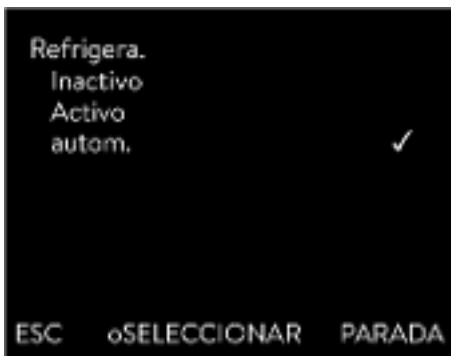 Refrigera.
Inactivo
Activo
autom. ✓
ESC oSELECCIONAR PARADA